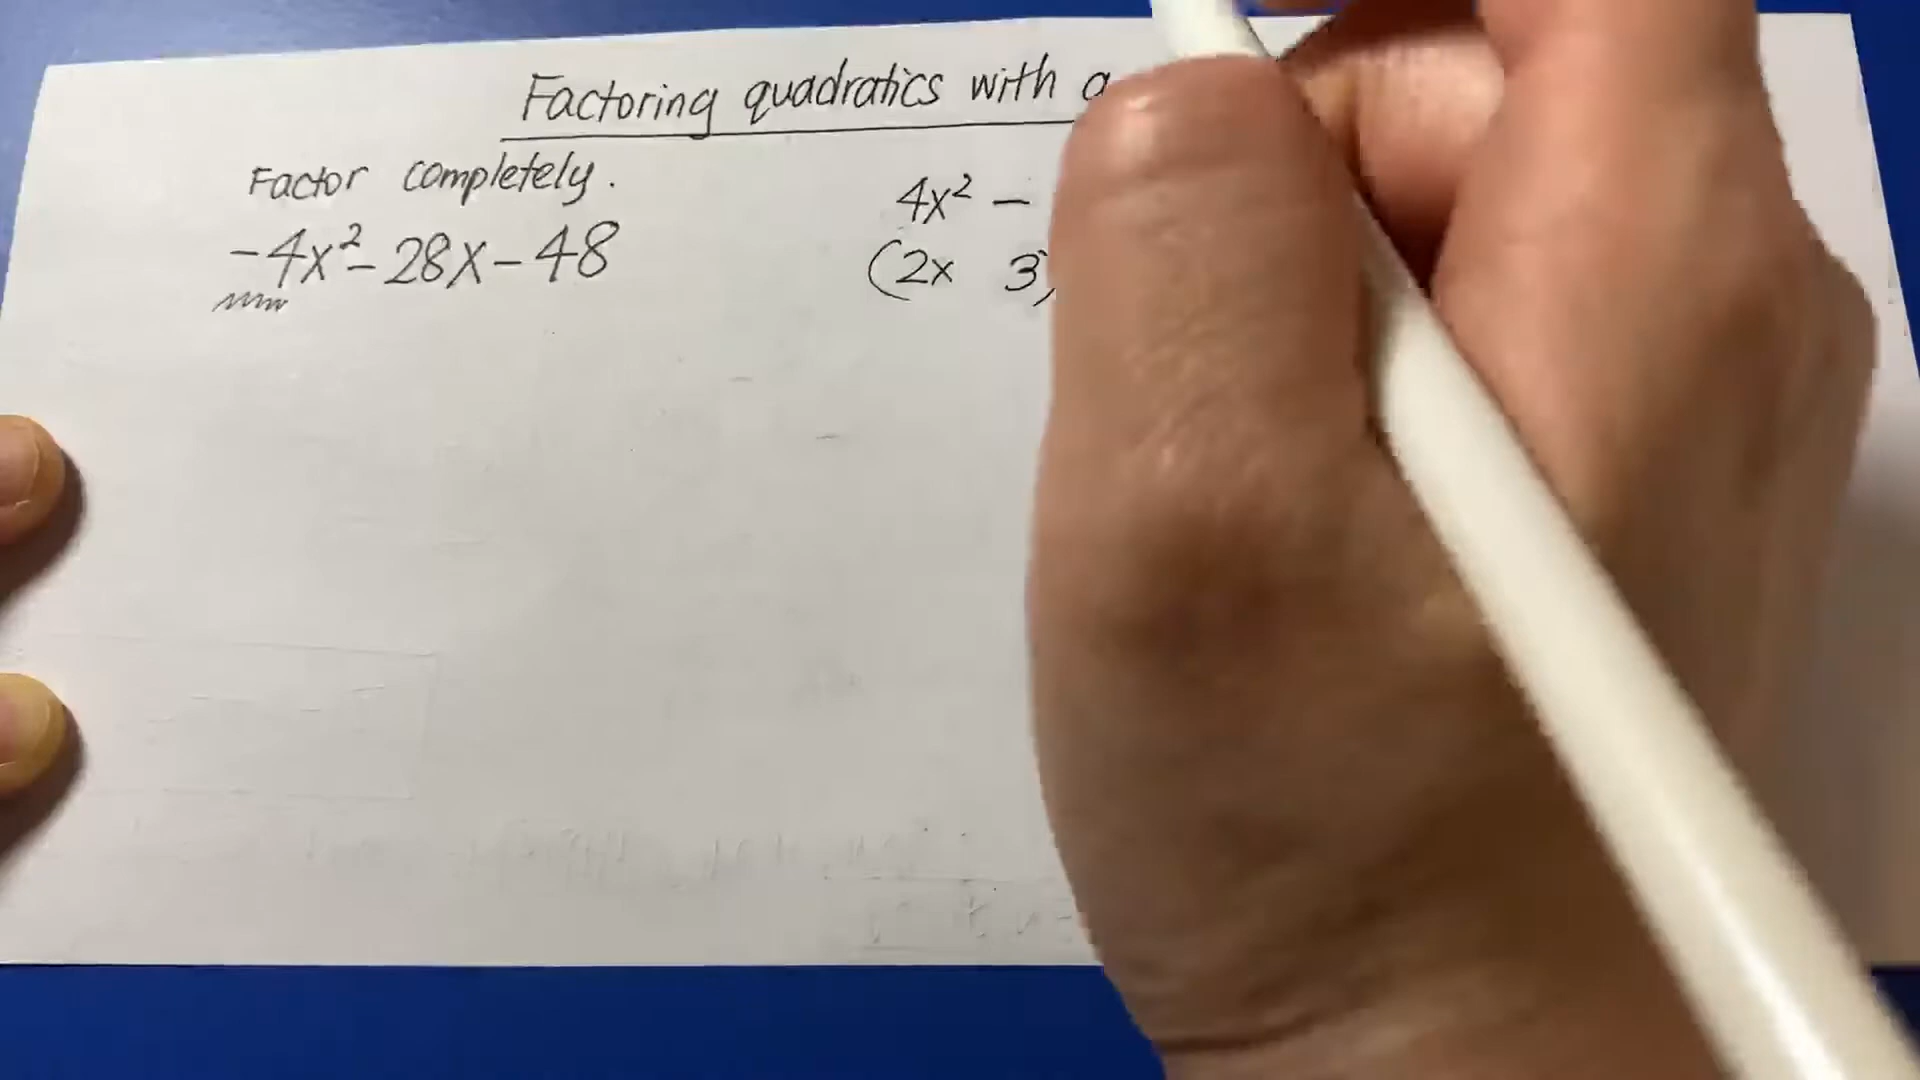 Factoring quadratics with a
Factor completely.
-4x² - 28x - 48
4x² -
(2x 3)